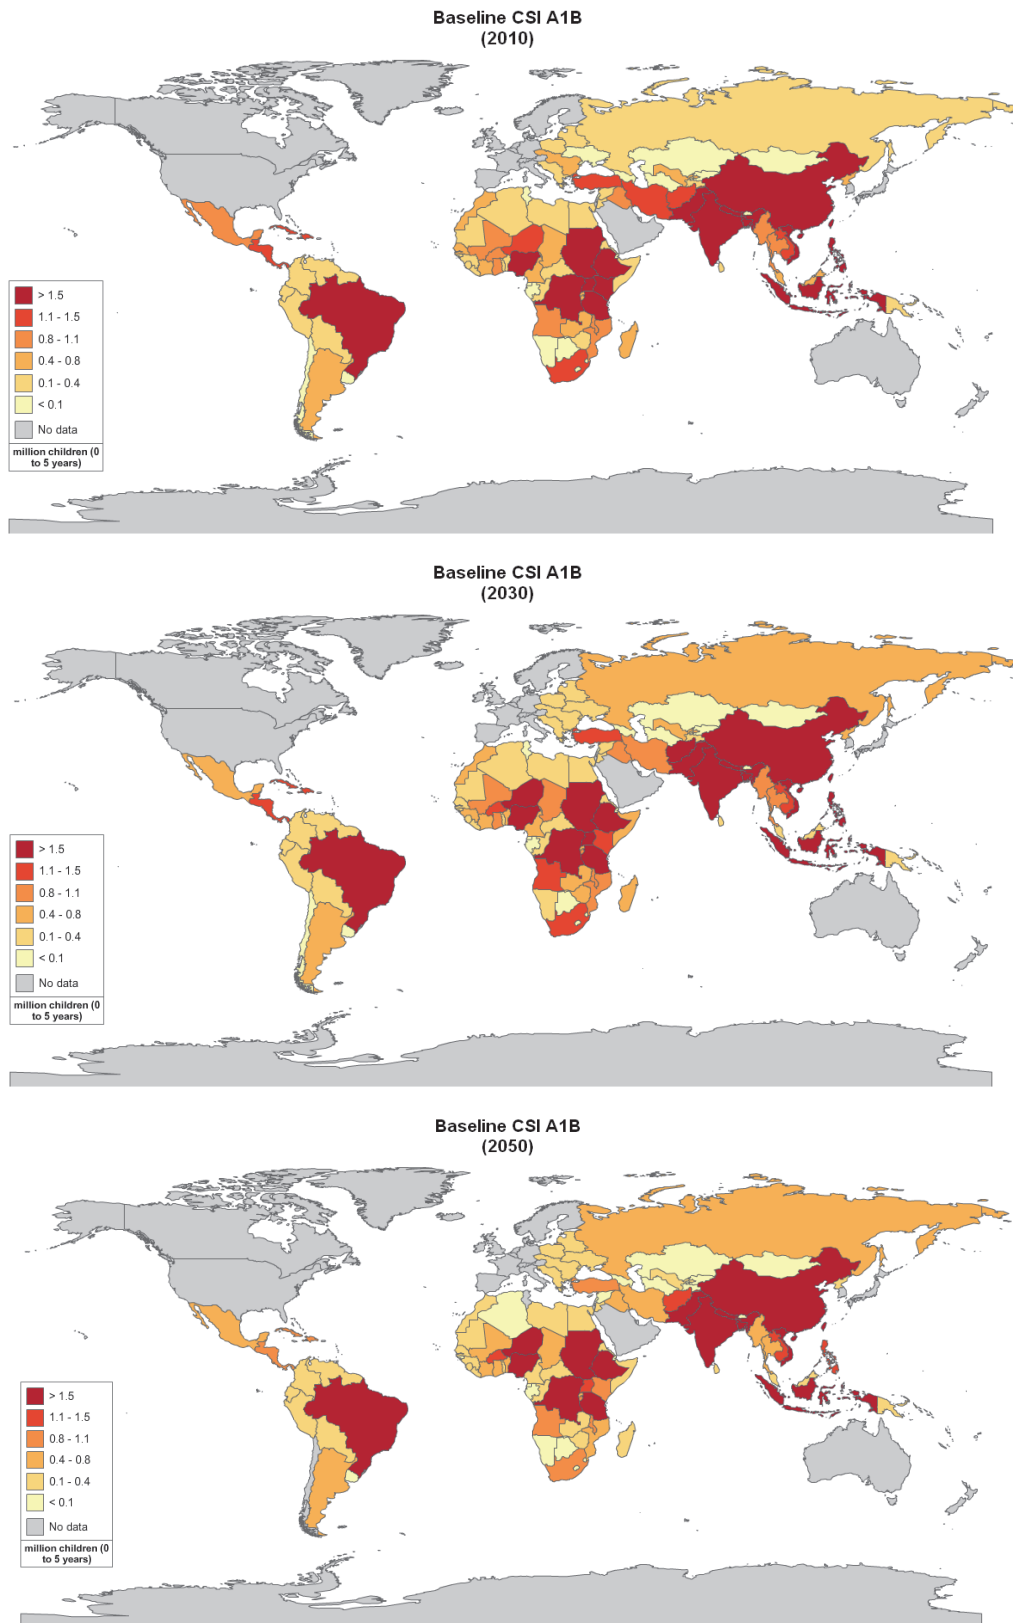 Baseline CSI A1B
(2010)
> 1.5
1.1 - 1.5
0.8 - 1.1
0.4 - 0.8
0.1 - 0.4
< 0.1
No data
million children (0
to 5 years)
Baseline CSI A1B
(2030)
> 1.5
1.1 - 1.5
0.8 - 1.1
0.4 - 0.8
0.1 - 0.4
< 0.1
No data
million children (0
to 5 years)
Baseline CSI A1B
(2050)
> 1.5
1.1 - 1.5
0.8 - 1.1
0.4 - 0.8
0.1 - 0.4
< 0.1
No data
million children (0
to 5 years)